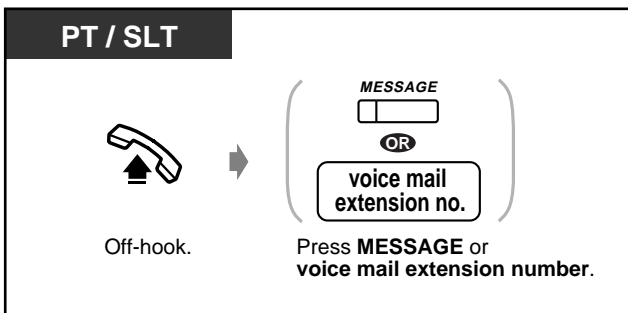 PT / SLT
MESSAGE
OR
voice mail
extension no.
Off-hook.
Press MESSAGE or
voice mail extension number.